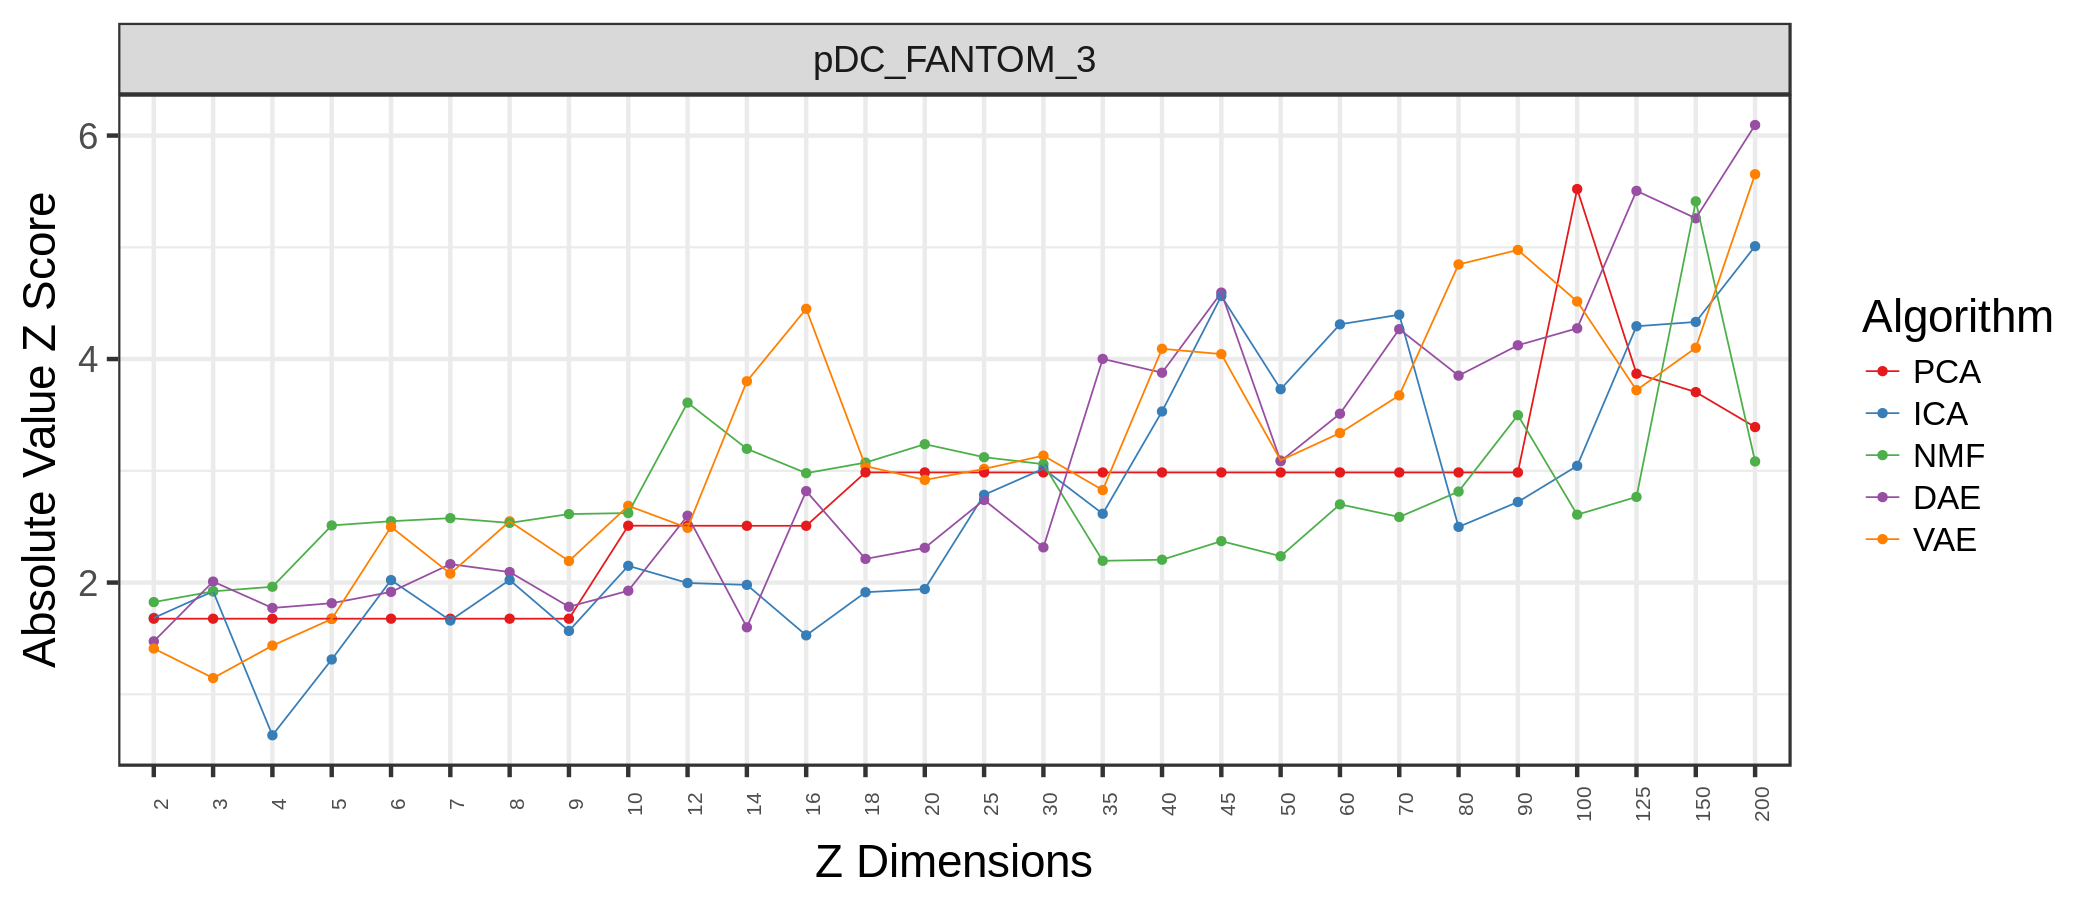 pDC_FANTOM_3
Absolute Value Z Score
6
4
2
2 3 4 5 6 7 8 9 10 12 14 16 18 20 25 30 35 40 45 50 60 70 80 90 100 125 150 200
Z Dimensions
Algorithm
PCA
ICA
NMF
DAE
VAE